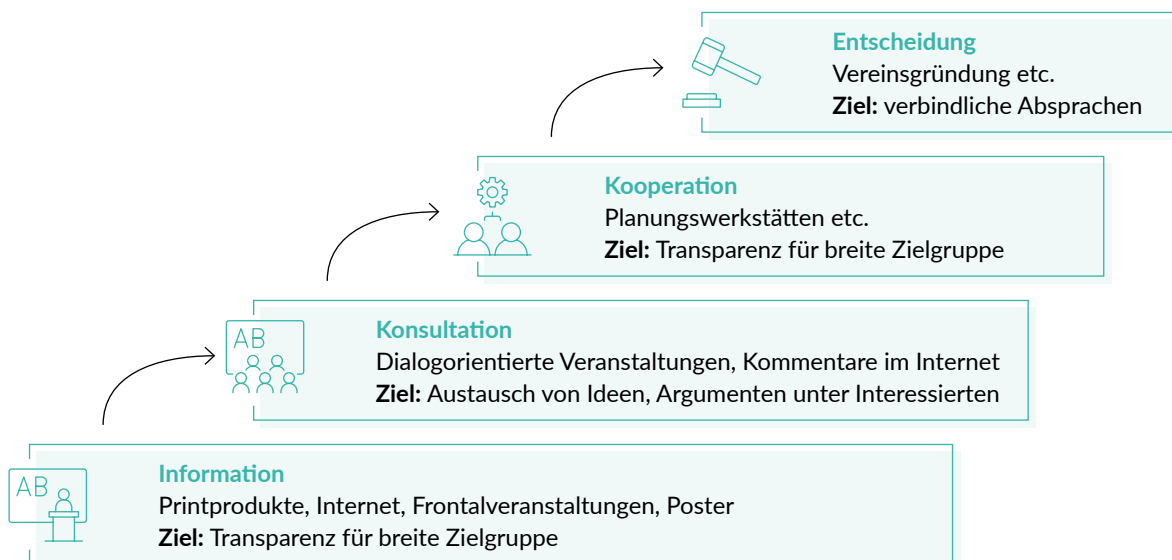 Entscheidung
Vereinsgründung etc.
Ziel: verbindliche Absprachen
Kooperation
Planungswerkstätten etc.
Ziel: Transparenz für breite Zielgruppe
AB
Konsultation
Dialogorientierte Veranstaltungen, Kommentare im Internet
Ziel: Austausch von Ideen, Argumenten unter Interessierten
AB
Information
Printprodukte, Internet, Frontalveranstaltungen, Poster
Ziel: Transparenz für breite Zielgruppe